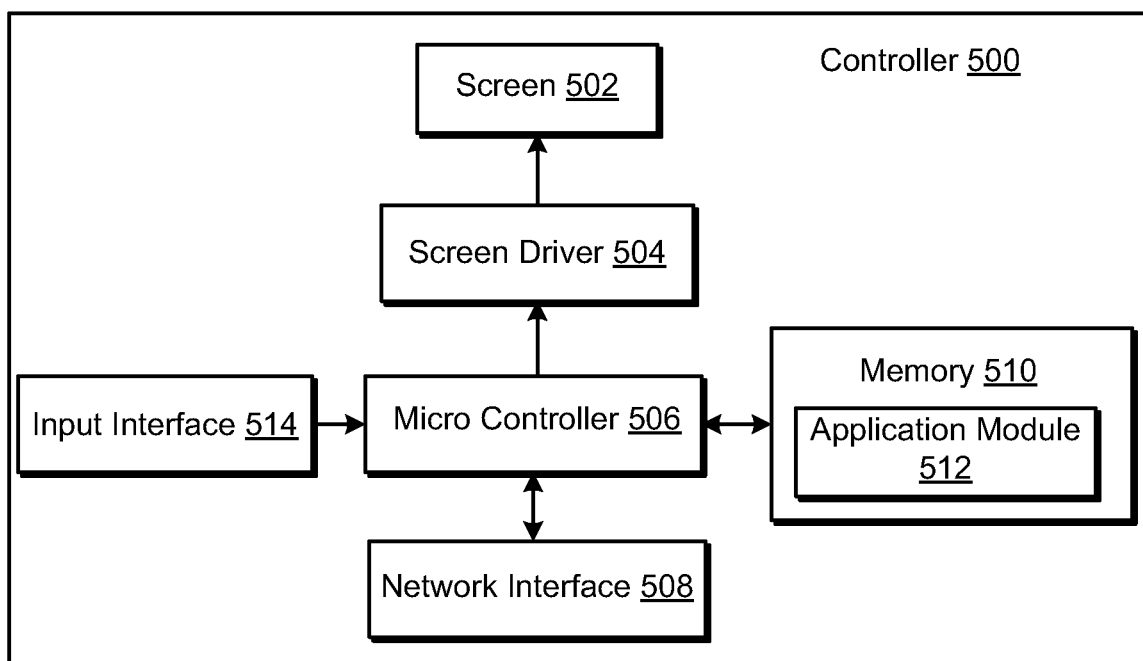 Controller 500
Screen 502
Screen Driver 504
Memory 510
Input Interface 514
Micro Controller 506
Application Module
512
Network Interface 508